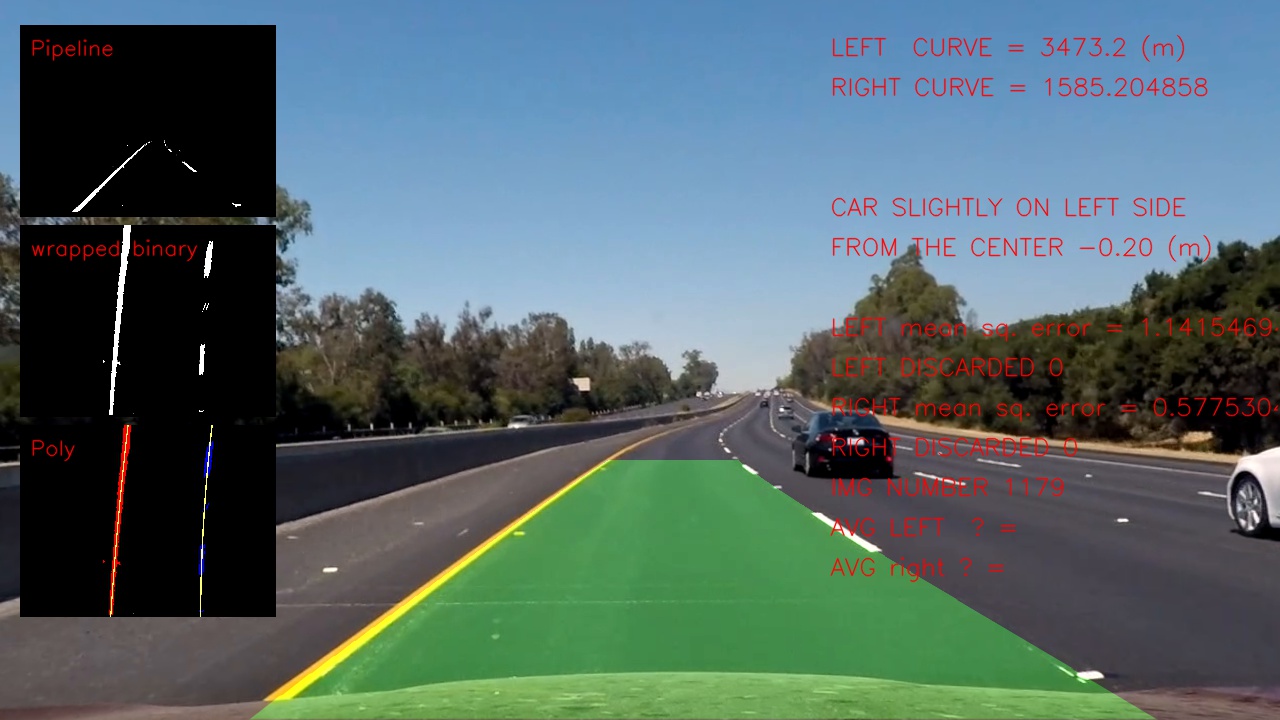 Pipeline
wrapped binary
Poly
LEFT CURVE = 3473.2 (m)
RIGHT CURVE = 1585.204858
CAR SLIGHTLY ON LEFT SIDE
FROM THE CENTER -0.20 (m)
LEFT mean sq. error = 1.1415469
LEFT DISCARDED 0
RIGHT mean sq. error = 0.577530
RIGHT DISCARDED 0
IMG NUMBER 1179
AVG LEFT ? =
AVG right ? =